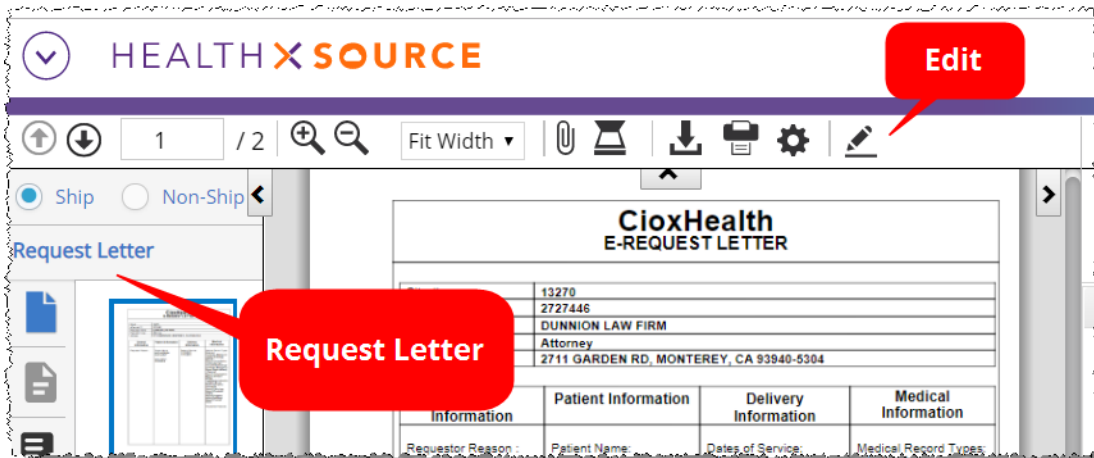 HEALTH X SOURCE
Edit
1 / 2 Fit Width
Ship Non-Ship
Request Letter
CioxHealth
E-REQUEST LETTER
13270
2727446
DUNNION LAW FIRM
Attorney
2711 GARDEN RD, MONTEREY, CA 93940-5304
Request Letter
Information
Patient Information
Delivery
Information
Medical
Information
Requestor Reason : Patient Name: Dates of Service: Medical Record Types: